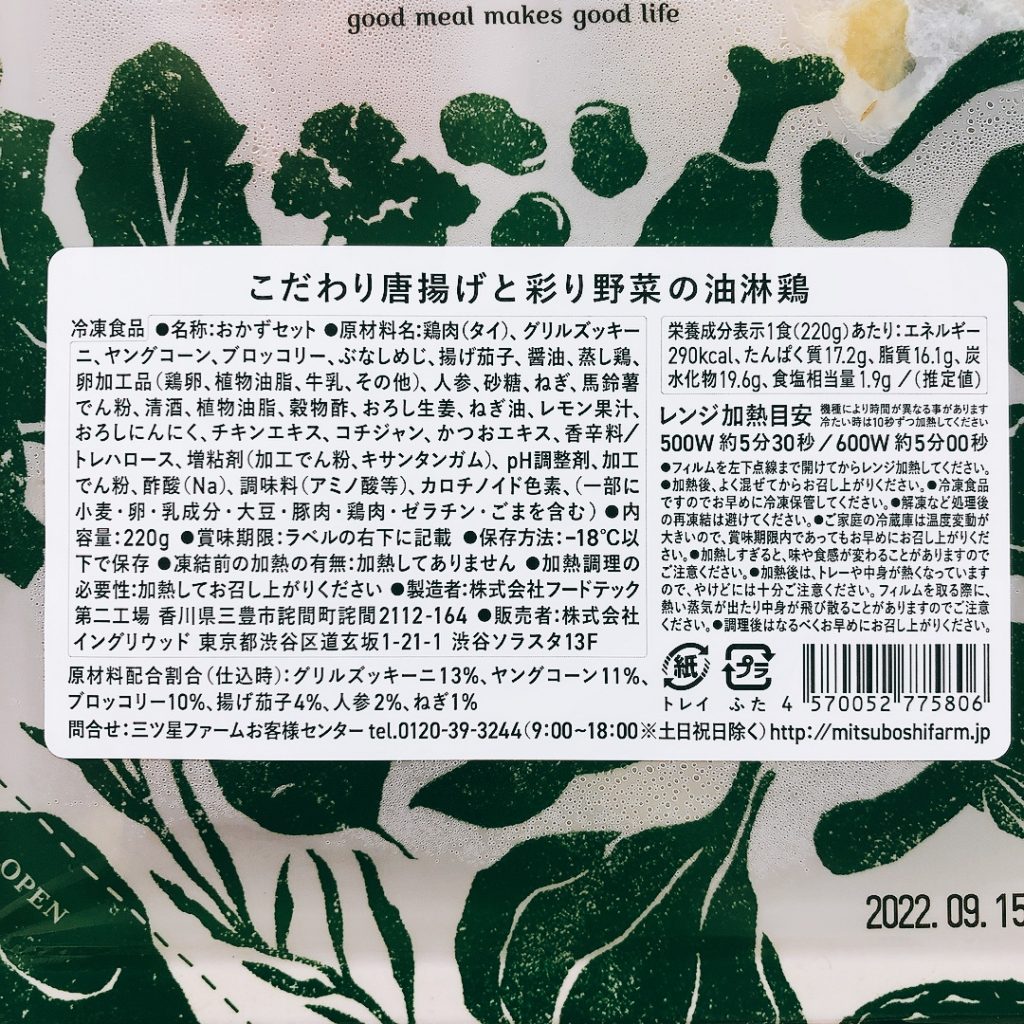 good meal makes good life
こだわり唐揚げと彩り野菜の油淋鶏
冷凍食品 ●名称:おかずセット ●原材料名:鶏肉(タイ)、グリルズッキー
ニ、ヤングコーン、ブロッコリー、ぶなしめじ、揚げ茄子、醤油、蒸し鶏、
卵加工品(鶏卵、植物油脂、牛乳、その他)、人参、砂糖、ねぎ、馬鈴薯
でん粉、清酒、植物油脂、穀物酢、おろし生姜、ねぎ油、レモン果汁、
おろしにんにく、チキンエキス、コチジャン、かつおエキス、香辛料/
トレハロース、増粘剤(加工でん粉、キサンタンガム)、pH調整剤、加工
でん粉、酢酸(Na)、調味料(アミノ酸等)、カロチノイド色素、(一部に
小麦・卵・乳成分・大豆・豚肉・鶏肉・ゼラチン・ごまを含む) ●内
容量:220g ●賞味期限:ラベルの右下に記載 ●保存方法:-18℃以
下で保存 ●凍結前の加熱の有無:加熱してありません ●加熱調理の
必要性:加熱してお召し上がりください ●製造者:株式会社フードテック
第二工場 香川県三豊市詫間町詫間2112-164 ●販売者:株式会社
イングリウッド 東京都渋谷区道玄坂1-21-1 渋谷ソラスタ13F
原材料配合割合(仕込時):グリルズッキーニ13%、ヤングコーン11%、
ブロッコリー10%、揚げ茄子4%、人参2%、ねぎ1%
栄養成分表示1食(220g)あたり:エネルギー
290kcal、たんぱく質17.2g、脂質16.1g、炭
水化物19.6g、食塩相当量1.9g /(推定値)
レンジ加熱目安 機種により時間が異なる事があります
冷たい時は10秒ずつ加熱してください
500W 約5分30秒/600W 約5分00秒
●フィルムを左下点線まで開けてからレンジ加熱してください。
●加熱後、よく混ぜてからお召し上がりください。●冷凍食品
ですのでお早めに冷凍保管してください。●解凍など処理後
の再凍結は避けてください。●ご家庭の冷蔵庫は温度変動が
大きいので、賞味期限内であってもお早めにお召し上がりくだ
さい。●加熱しすぎると、味や食感が変わることがありますので
ご注意ください。●加熱後は、トレーや中身が熱くなっています
ので、やけどには十分ご注意ください。フィルムを取る際に、
熱い蒸気が出たり中身が飛び散ることがありますのでご注意
ください。●調理後はなるべくお早めにお召し上がりください。
紙 プラ
トレイ ふた 4 570052 775806
問合せ:三ツ星ファームお客様センター tel.0120-39-3244(9:00~18:00※土日祝日除く)http://mitsuboshifarm.jp
OPEN
2022. 09. 15